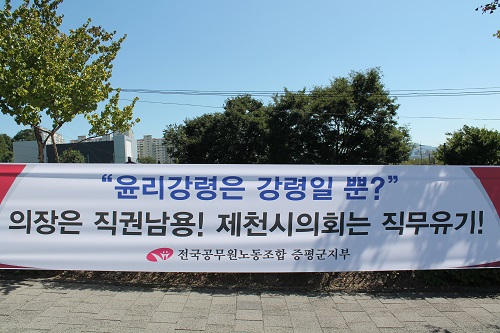 “윤리강령은 강령일 뿐?”
의장은 직권남용! 제천시의회는 직무유기!
전국공무원노동조합 증평군지부